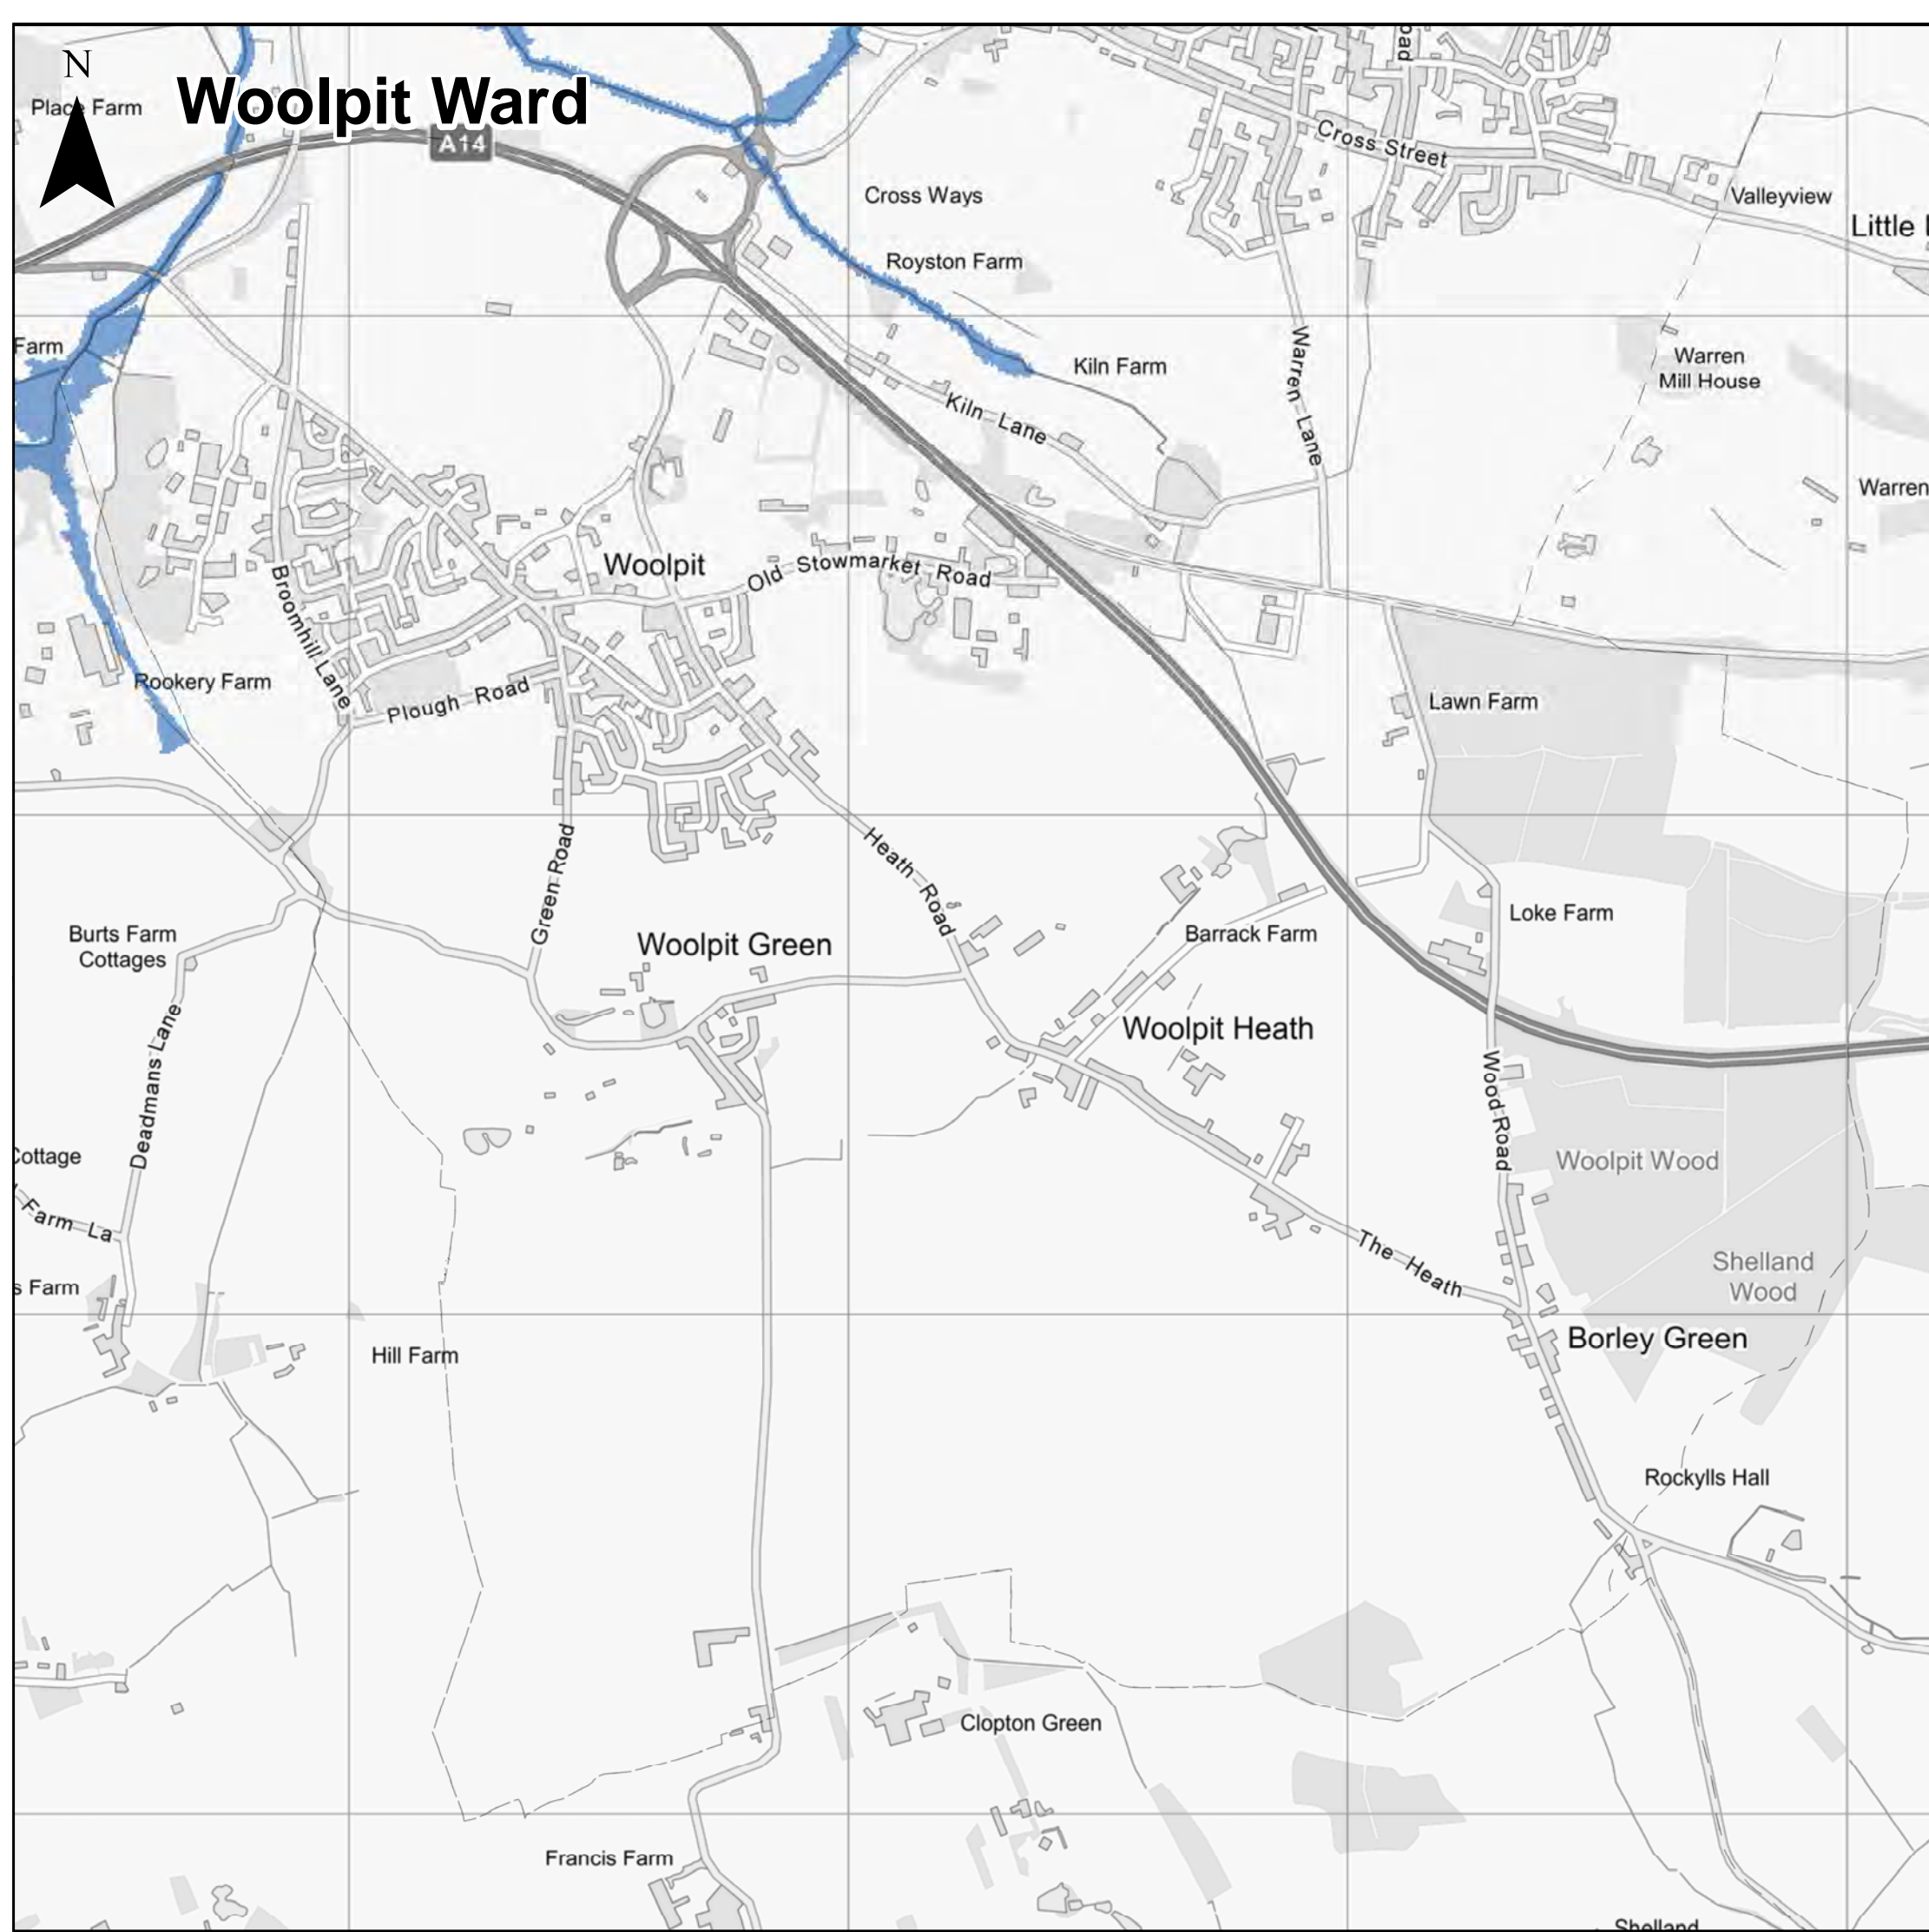 N
Woolpit Ward
Place Farm
A14
Cross Street
Cross Ways
Valleyview
Little
Royston Farm
Farm
Kiln Farm
Warren Lane
Warren
Mill House
Kiln Lane
Warren
Woolpit
Old Stowmarket Road
Broomhill Lane
Rookery Farm
Plough Road
Lawn Farm
Green Road
Heath Road
Loke Farm
Burts Farm
Cottages
Woolpit Green
Barrack Farm
Woolpit Heath
Deadmans Lane
Wood Road
Cottage
Woolpit Wood
Farm La
The Heath
Shelland
Wood
s Farm
Borley Green
Hill Farm
Rockylls Hall
Clopton Green
Francis Farm
Shelland